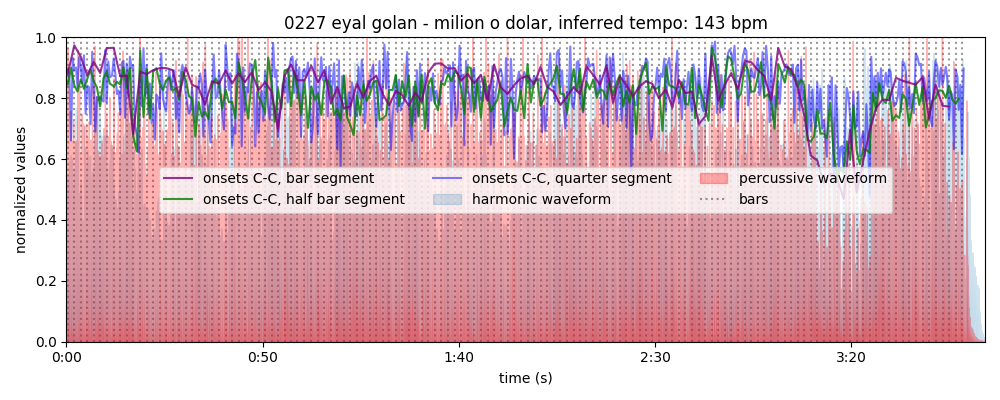 0227 eyal golan - milion o dolar, inferred tempo: 143 bpm
normalized values
1.0
0.8
0.6
0.4
0.2
0.0
onsets C-C, bar segment
onsets C-C, half bar segment
onsets C-C, quarter segment
harmonic waveform
percussive waveform
bars
0:00 0:50 1:40 2:30 3:20
time (s)